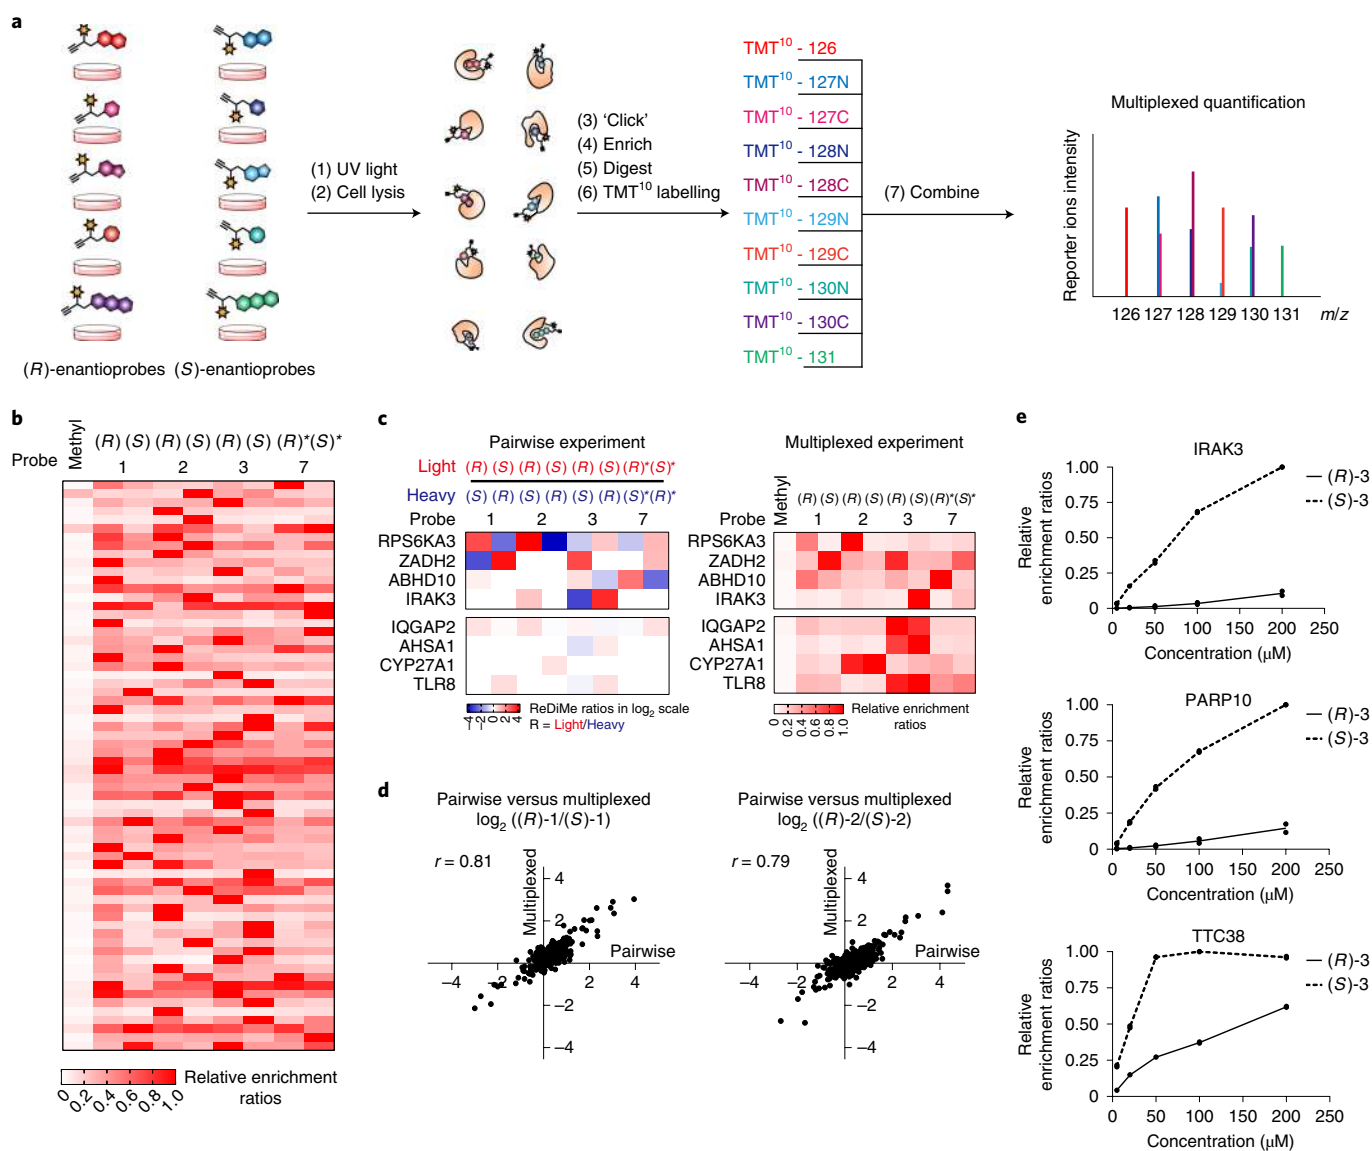 a
(R)-enantioprobes (S)-enantioprobes
(1) UV light
(2) Cell lysis
(3) ‘Click’
(4) Enrich
(5) Digest
(6) TMT10 labelling
TMT10 - 126
TMT10 - 127N
TMT10 - 127C
TMT10 - 128N
TMT10 - 128C
TMT10 - 129N
TMT10 - 129C
TMT10 - 130N
TMT10 - 130C
TMT10 - 131
(7) Combine
Multiplexed quantification
Reporter ions intensity
126 127 128 129 130 131 m/z
b
Methyl
(R) (S) (R) (S) (R) (S) (R)*(S)*
Probe 1 2 3 7
0 0.2 0.4 0.6 0.8 1.0
Relative enrichment
ratios
c
Pairwise experiment
Light (R) (S) (R) (S) (R) (S) (R)*(S)*
Heavy (S) (R) (S) (R) (S) (R) (S)*(R)*
Probe 1 2 3 7
RPS6KA3
ZADH2
ABHD10
IRAK3
IQGAP2
AHSA1
CYP27A1
TLR8
−4 −2 0 2 4
ReDiMe ratios in log2 scale
R = Light/Heavy
Multiplexed experiment
Methyl
(R) (S) (R) (S) (R) (S) (R)*(S)*
Probe 1 2 3 7
RPS6KA3
ZADH2
ABHD10
IRAK3
IQGAP2
AHSA1
CYP27A1
TLR8
0 0.2 0.4 0.6 0.8 1.0
Relative enrichment
ratios
d
Pairwise versus multiplexed
log2 ((R)-1/(S)-1)
r = 0.81
Multiplexed
Pairwise
−4 −2 2 4
4
2
−2
−4
Pairwise versus multiplexed
log2 ((R)-2/(S)-2)
r = 0.79
Multiplexed
Pairwise
−4 −2 2 4
4
2
−2
−4
e
IRAK3
Relative
enrichment ratios
1.00
0.75
0.50
0.25
0
0 50 100 150 200 250
Concentration (μM)
(R)-3
(S)-3
PARP10
Relative
enrichment ratios
1.00
0.75
0.50
0.25
0
0 50 100 150 200 250
Concentration (μM)
(R)-3
(S)-3
TTC38
Relative
enrichment ratios
1.00
0.75
0.50
0.25
0
0 50 100 150 200 250
Concentration (μM)
(R)-3
(S)-3